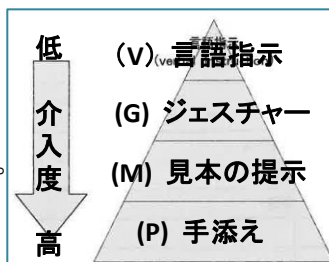 低
介
入
度
高
(V) 言語指示
(G) ジェスチャー
(M) 見本の提示
(P) 手添え
。